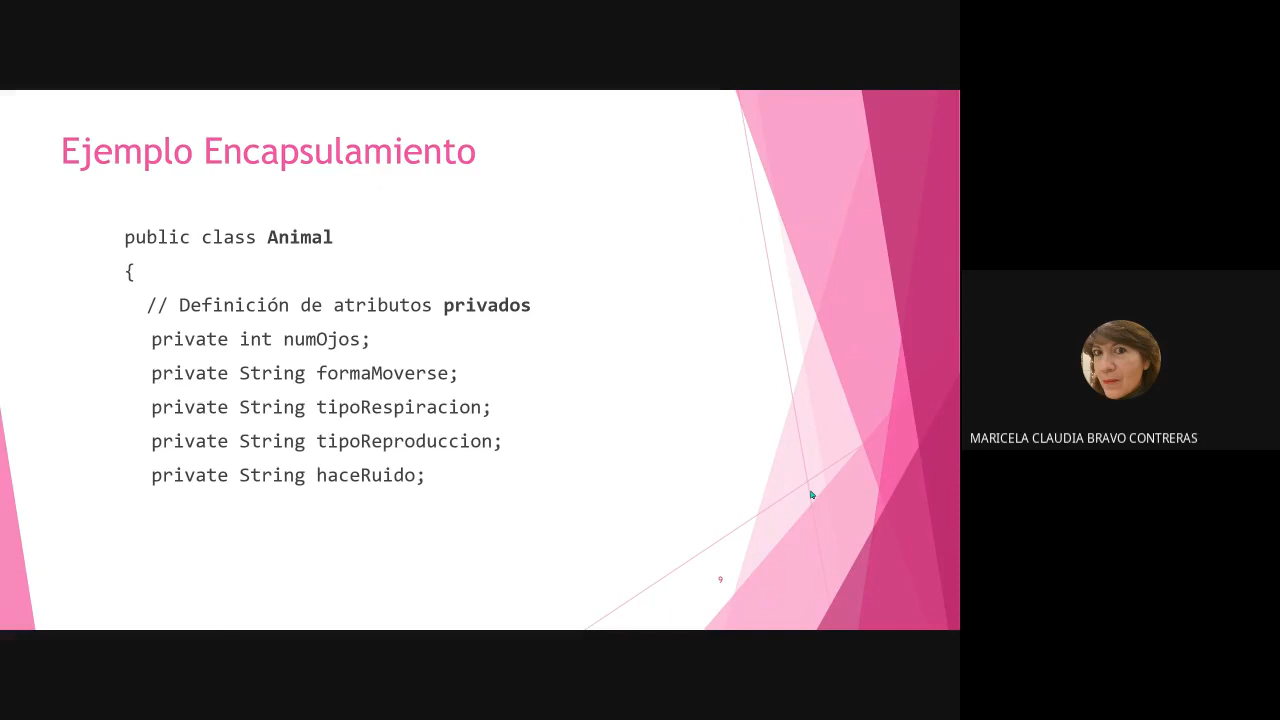 Ejemplo Encapsulamiento
public class Animal
{
// Definición de atributos privados
private int numOjos;
private String formaMoverse;
private String tipoRespiracion;
private String tipoReproduccion;
private String haceRuido;
9
MARICELA CLAUDIA BRAVO CONTRERAS